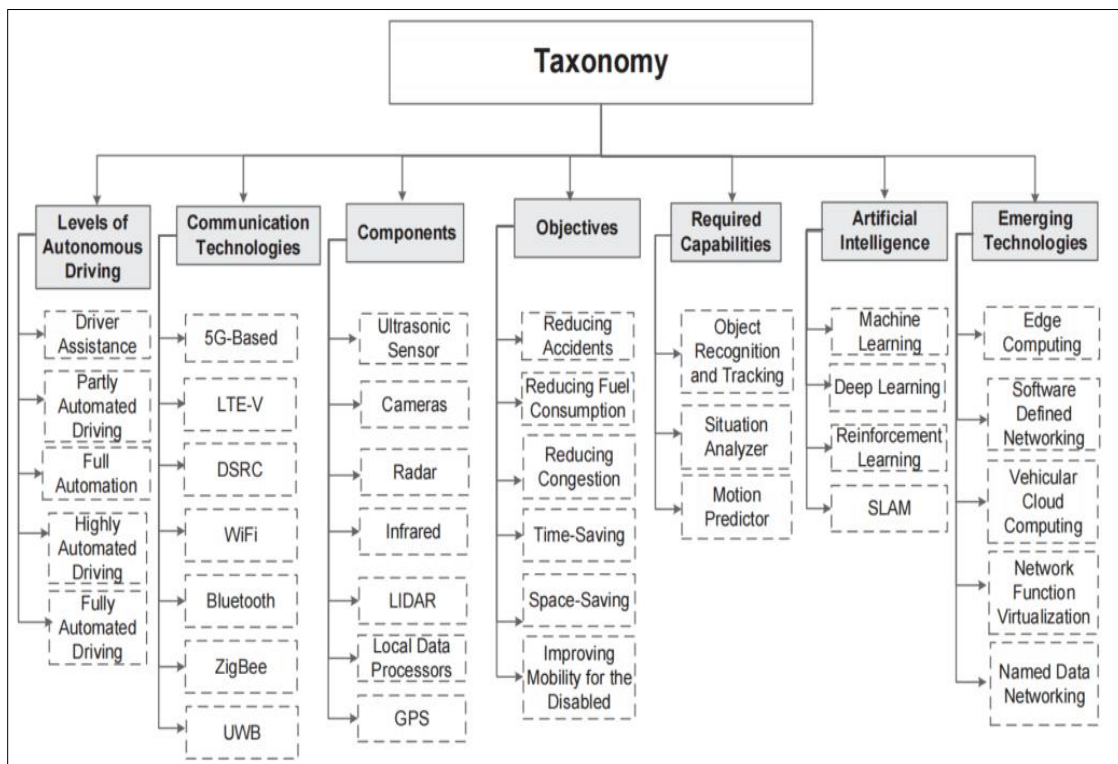 Taxonomy
Levels of
Autonomous
Driving
Driver
Assistance
Partly
Automated
Driving
Full
Automation
Highly
Automated
Driving
Fully
Automated
Driving
Communication
Technologies
5G-Based
LTE-V
DSRC
WiFi
Bluetooth
ZigBee
UWB
Components
Ultrasonic
Sensor
Cameras
Radar
Infrared
LIDAR
Local Data
Processors
GPS
Objectives
Reducing
Accidents
Reducing Fuel
Consumption
Reducing
Congestion
Time-Saving
Space-Saving
Improving
Mobility for the
Disabled
Required
Capabilities
Object
Recognition
and Tracking
Situation
Analyzer
Motion
Predictor
Artificial
Intelligence
Machine
Learning
Deep Learning
Reinforcement
Learning
SLAM
Emerging
Technologies
Edge
Computing
Software
Defined
Networking
Vehicular
Cloud
Computing
Network
Function
Virtualization
Named Data
Networking